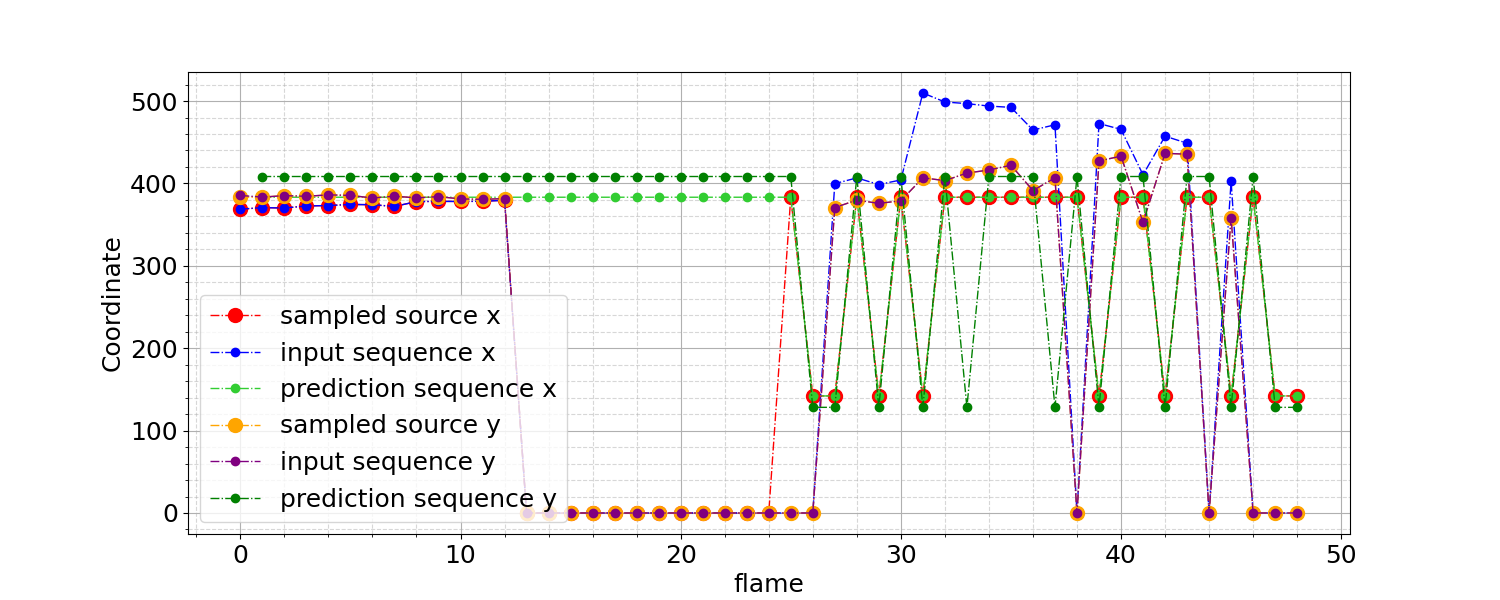 500
400
300
200
100
0
Coordinate
sampled source x
input sequence x
prediction sequence x
sampled source y
input sequence y
prediction sequence y
0 10 20 30 40 50
flame